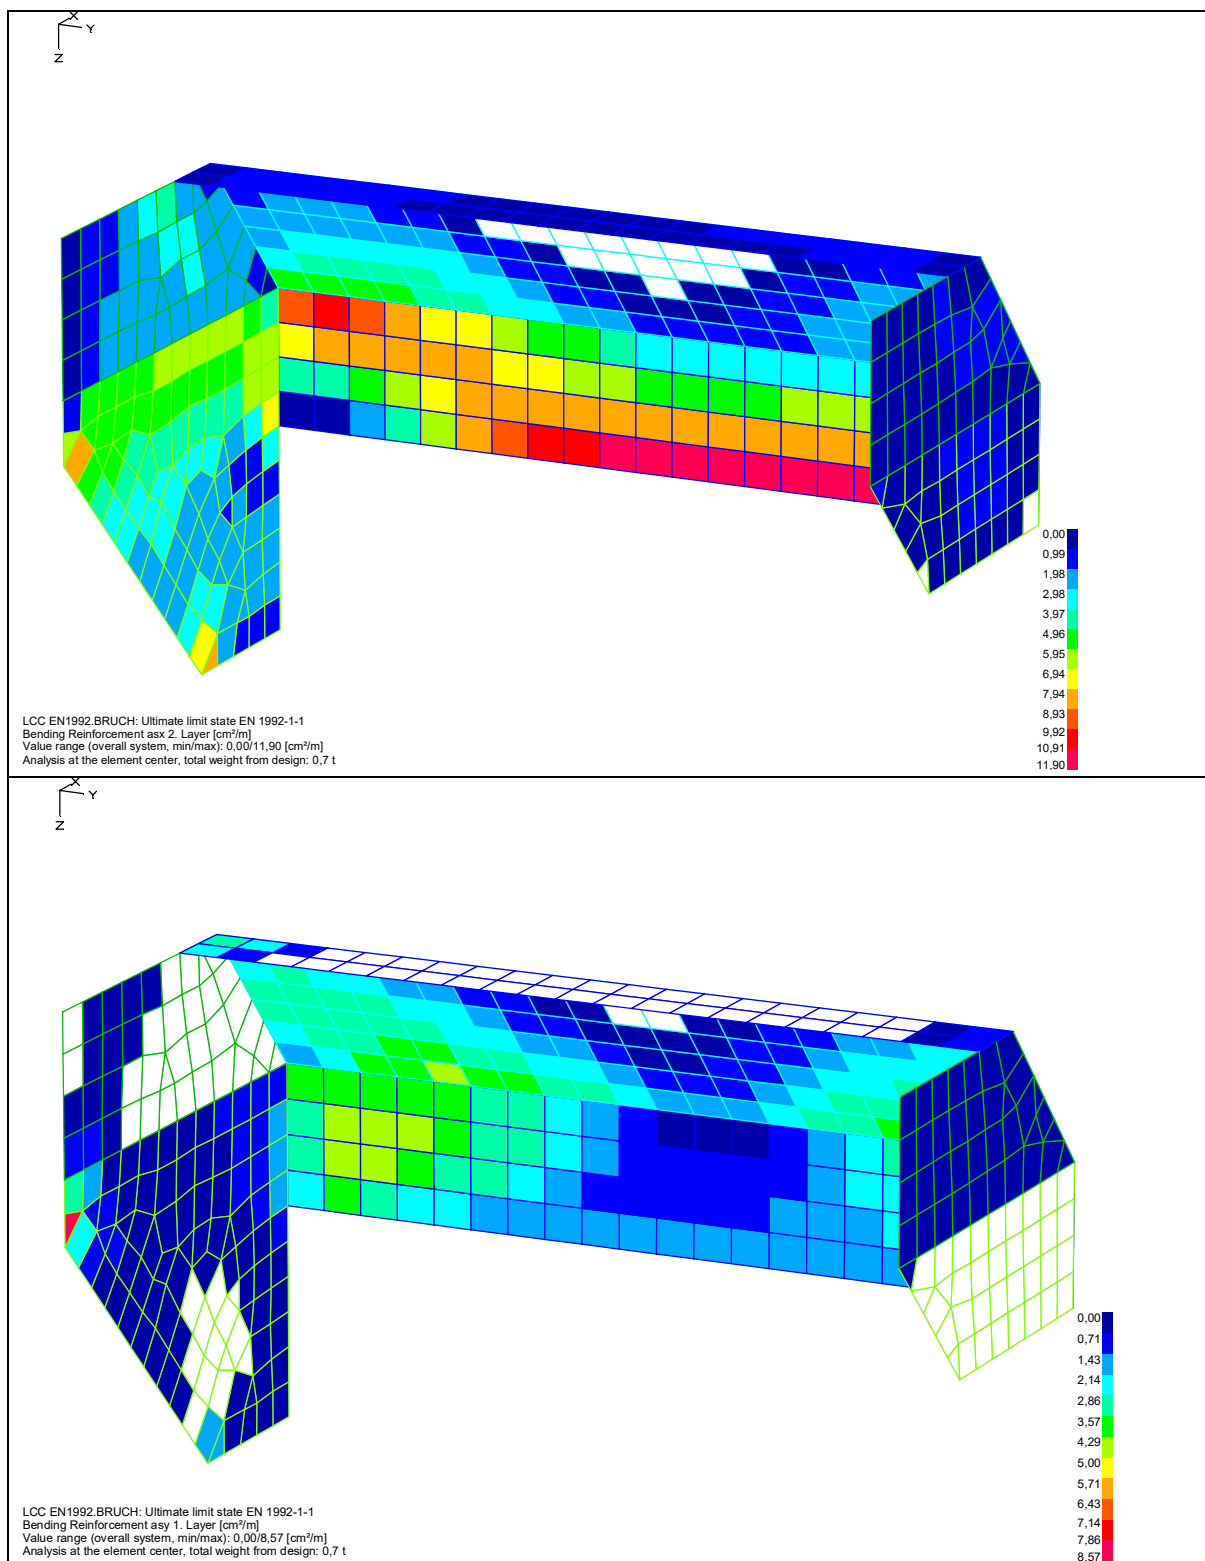 X
Y
Z
0,00
0,99
1,98
2,98
3,97
4,96
5,95
6,94
7,94
8,93
9,92
10,91
11,90
LCC EN1992.BRUCH: Ultimate limit state EN 1992-1-1
Bending Reinforcement asx 2. Layer [cm²/m]
Value range (overall system, min/max): 0,00/11,90 [cm²/m]
Analysis at the element center, total weight from design: 0,7 t
X
Y
Z
0,00
0,71
1,43
2,14
2,86
3,57
4,29
5,00
5,71
6,43
7,14
7,86
8,57
LCC EN1992.BRUCH: Ultimate limit state EN 1992-1-1
Bending Reinforcement asy 1. Layer [cm²/m]
Value range (overall system, min/max): 0,00/8,57 [cm²/m]
Analysis at the element center, total weight from design: 0,7 t